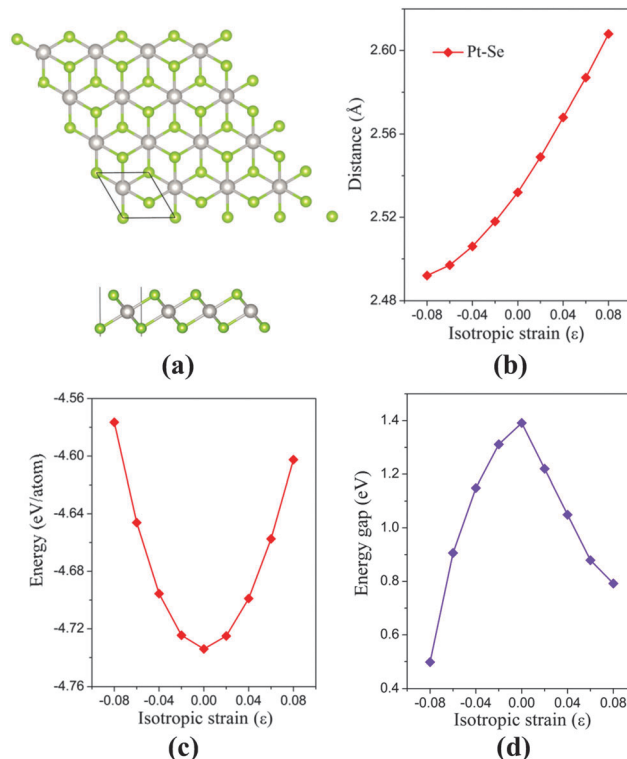 (a)
2.60
2.56
2.52
2.48
Distance (Å)
Pt-Se
-0.08 -0.04 0.00 0.04 0.08
Isotropic strain (ε)
(b)
-4.56
-4.60
-4.64
-4.68
-4.72
-4.76
Energy (eV/atom)
-0.08 -0.04 0.00 0.04 0.08
Isotropic strain (ε)
(c)
1.4
1.2
1.0
0.8
0.6
0.4
Energy gap (eV)
-0.08 -0.04 0.00 0.04 0.08
Isotropic strain (ε)
(d)